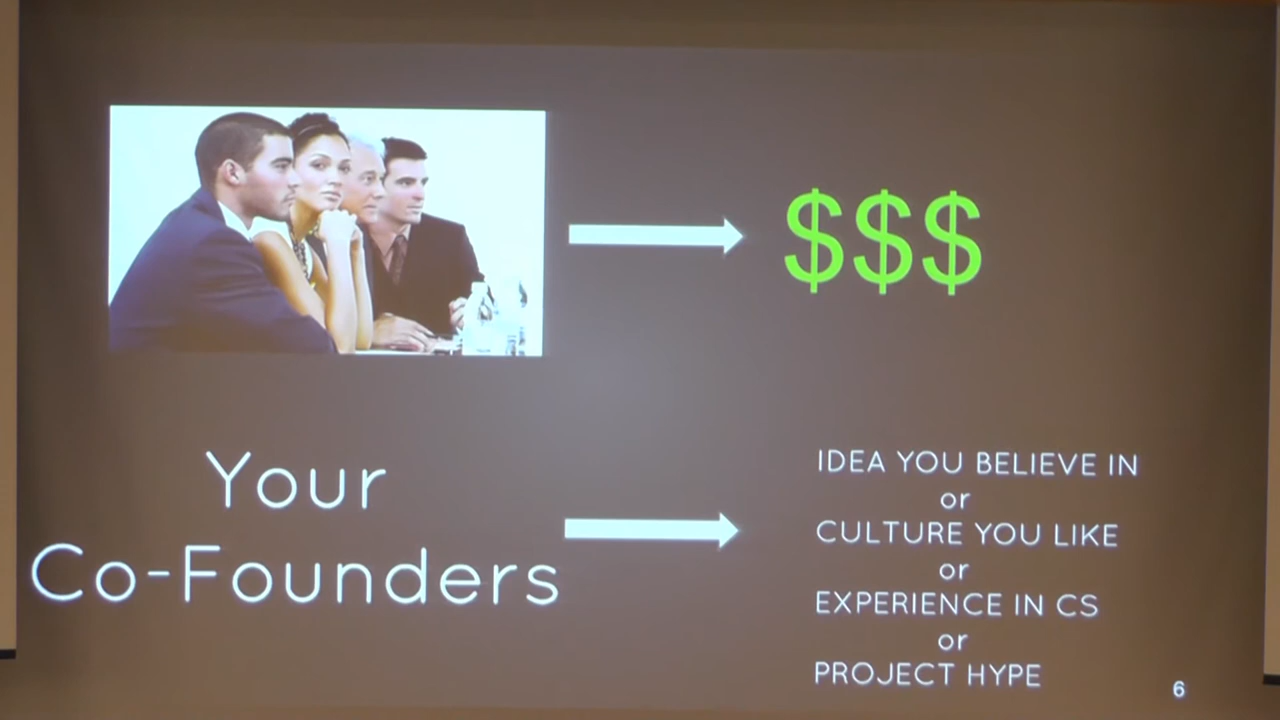 $$$
Your
Co-Founders
IDEA YOU BELIEVE IN
or
CULTURE YOU LIKE
or
EXPERIENCE IN CS
or
PROJECT HYPE
6